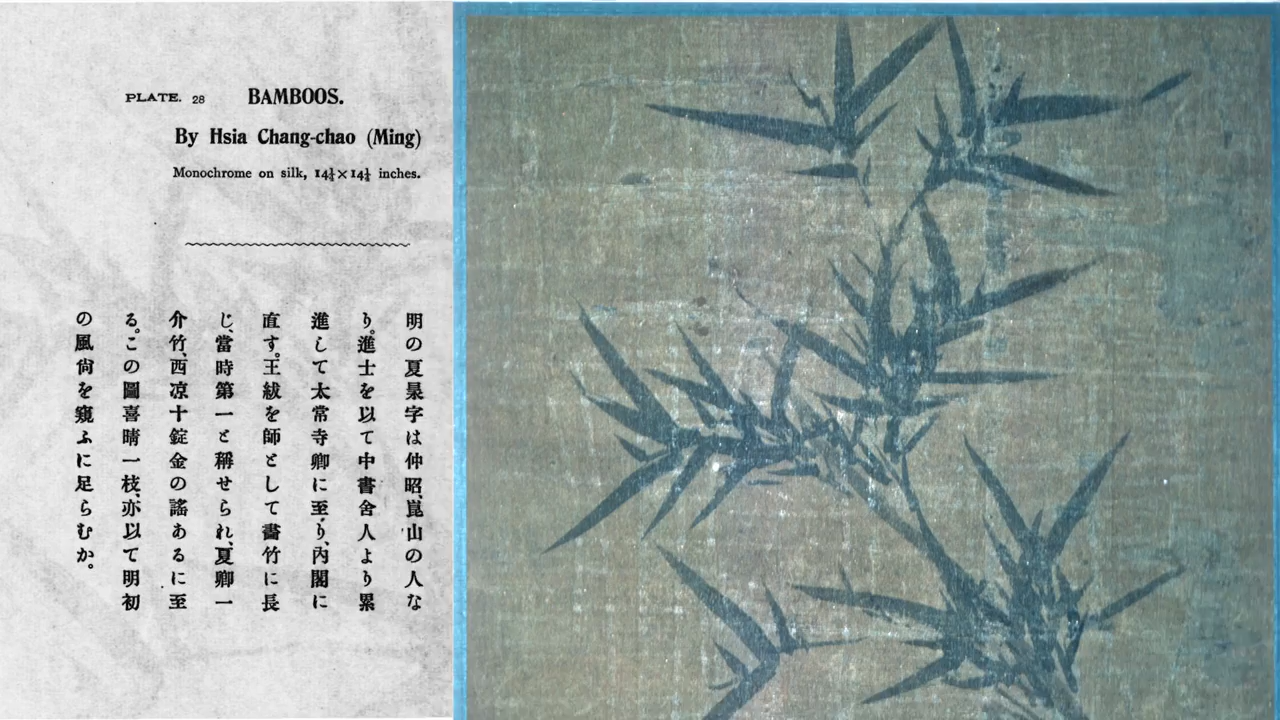 PLATE. 28 BAMBOOS.
By Hsia Chang-chao (Ming)
Monochrome on silk, 14¼×14¼ inches.
明の夏昃字は仲昭、崑山の人な
り。進士を以て中書舍人より累
進して太常寺卿に至り、內閣に
直す。王紱を師として畵竹に長
じ、當時第一と稱せられ、夏卿一
介竹、西凉十錠金の謠あるに至
る。この圖喜晴一枝、亦以て明初
の風尙を窺ふに足らむか。